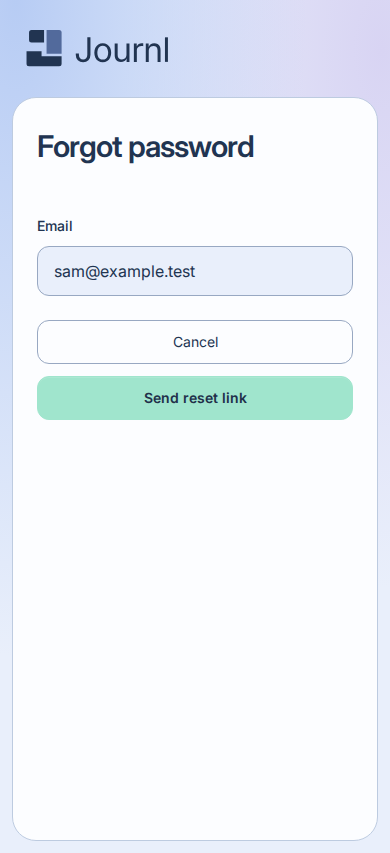 Journl
Forgot password
Email
sam@example.test
Cancel
Send reset link